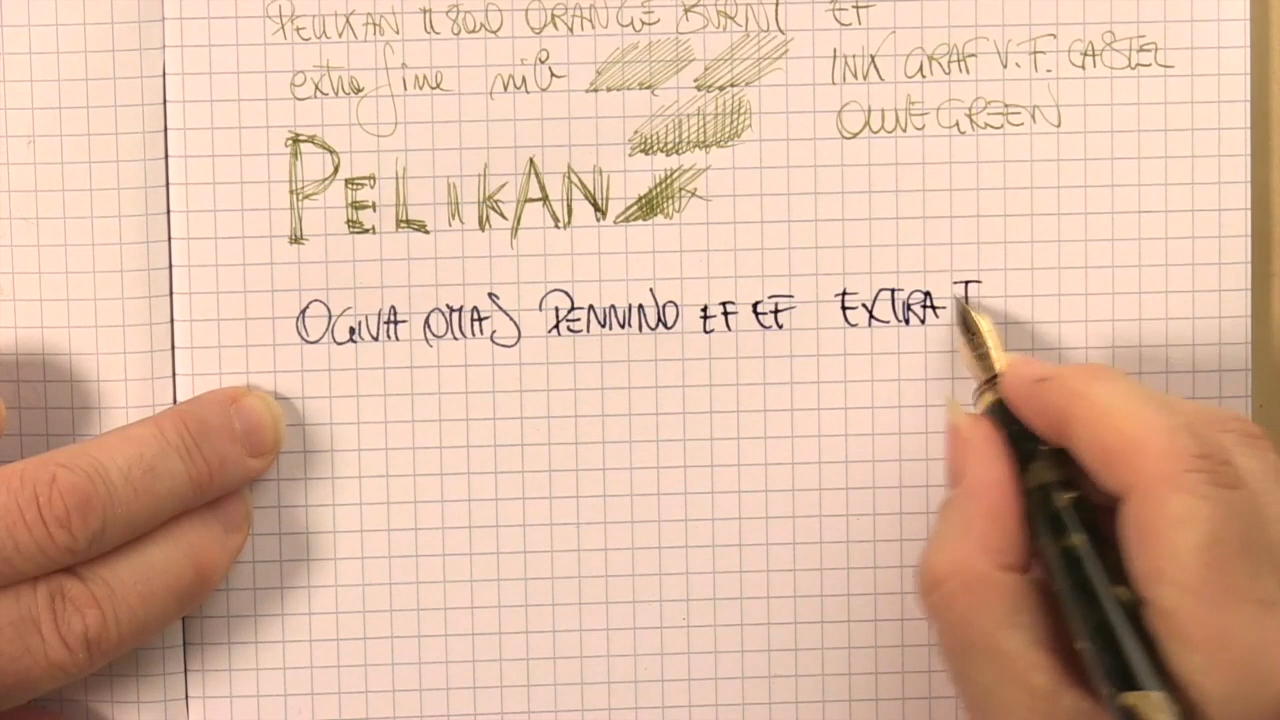 PELIKAN M800 ORANGE BURNT EF
extra fine nib
INK GRAF V. F. CASTEL
OLIVE GREEN
PELIKAN
OGIVA OMAS PENNINO EF EF EXTRA